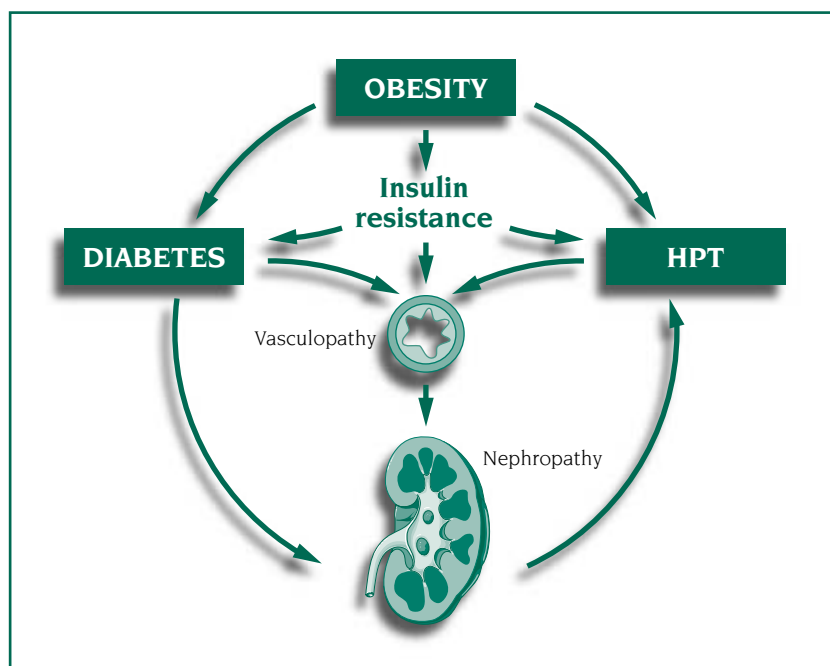 OBESITY
Insulin
resistance
DIABETES
HPT
Vasculopathy
Nephropathy